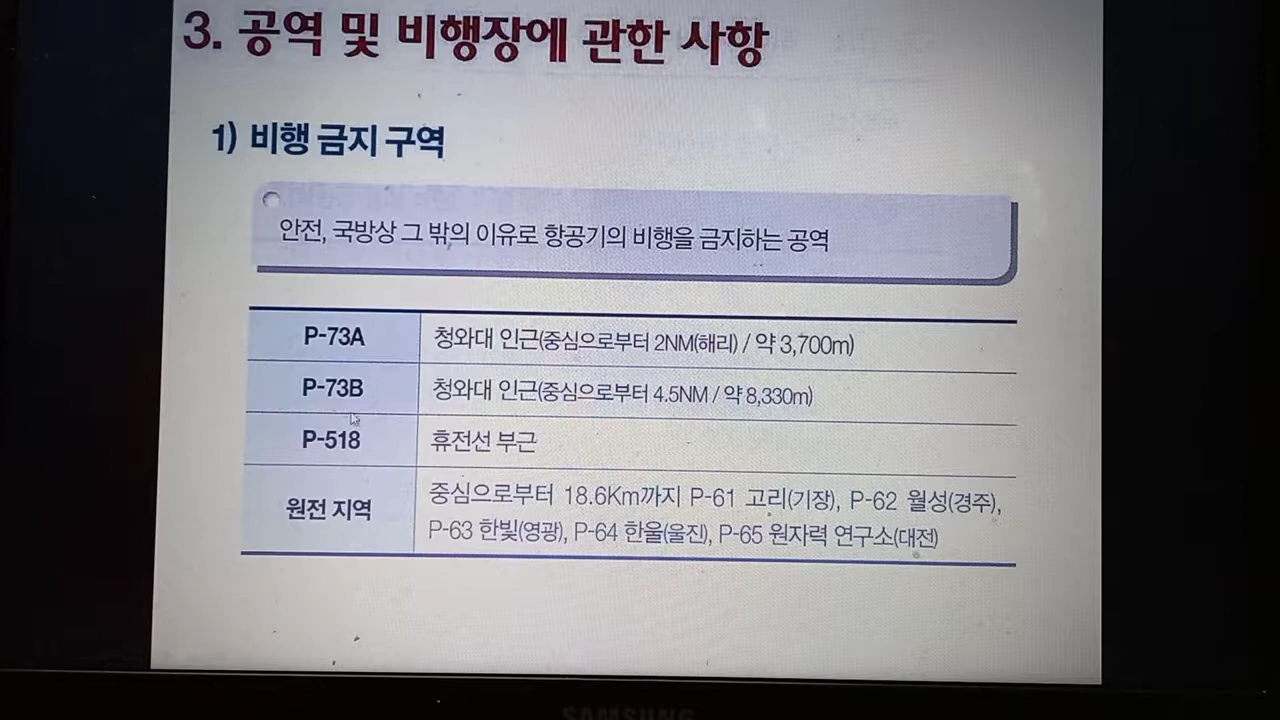 3. 공역 및 비행장에 관한 사항
1) 비행 금지 구역
안전, 국방상 그 밖의 이유로 항공기의 비행을 금지하는 공역
P-73A 청와대 인근(중심으로부터 2NM(해리) / 약 3,700m)
P-73B 청와대 인근(중심으로부터 4.5NM / 약 8,330m)
P-518 휴전선 부근
원전 지역 중심으로부터 18.6Km까지 P-61 고리(기장), P-62 월성(경주),
P-63 한빛(영광), P-64 한울(울진), P-65 원자력 연구소(대전)
SAMSUNG